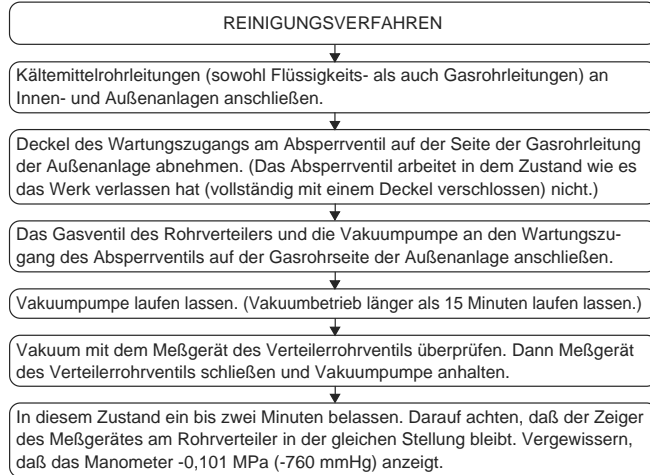 REINIGUNGSVERFAHREN
Kältemittelrohrleitungen (sowohl Flüssigkeits- als auch Gasrohrleitungen) an
Innen- und Außenanlagen anschließen.
Deckel des Wartungszugangs am Absperrventil auf der Seite der Gasrohrleitung
der Außenanlage abnehmen. (Das Absperrventil arbeitet in dem Zustand wie es
das Werk verlassen hat (vollständig mit einem Deckel verschlossen) nicht.)
Das Gasventil des Rohrverteilers und die Vakuumpumpe an den Wartungszu-
gang des Absperrventils auf der Gasrohrseite der Außenanlage anschließen.
Vakuumpumpe laufen lassen. (Vakuumbetrieb länger als 15 Minuten laufen lassen.)
Vakuum mit dem Meßgerät des Verteilerrohrventils überprüfen. Dann Meßgerät
des Verteilerrohrventils schließen und Vakuumpumpe anhalten.
In diesem Zustand ein bis zwei Minuten belassen. Darauf achten, daß der Zeiger
des Meßgerätes am Rohrverteiler in der gleichen Stellung bleibt. Vergewissern,
daß das Manometer -0,101 MPa (-760 mmHg) anzeigt.